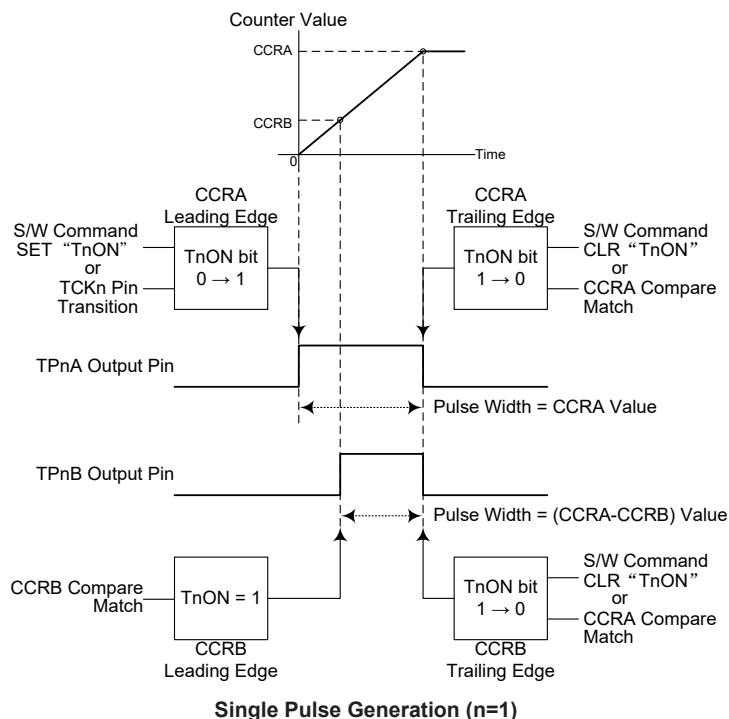 Counter Value
CCRA
CCRB
0
Time
CCRA
Leading Edge
CCRA
Trailing Edge
S/W Command
SET “TnON”
or
TCKn Pin
Transition
TnON bit
0 → 1
TnON bit
1 → 0
S/W Command
CLR “TnON”
or
CCRA Compare
Match
TPnA Output Pin
Pulse Width = CCRA Value
TPnB Output Pin
Pulse Width = (CCRA-CCRB) Value
CCRB Compare
Match
TnON = 1
CCRB
Leading Edge
TnON bit
1 → 0
CCRB
Trailing Edge
S/W Command
CLR “TnON”
or
CCRA Compare
Match
Single Pulse Generation (n=1)